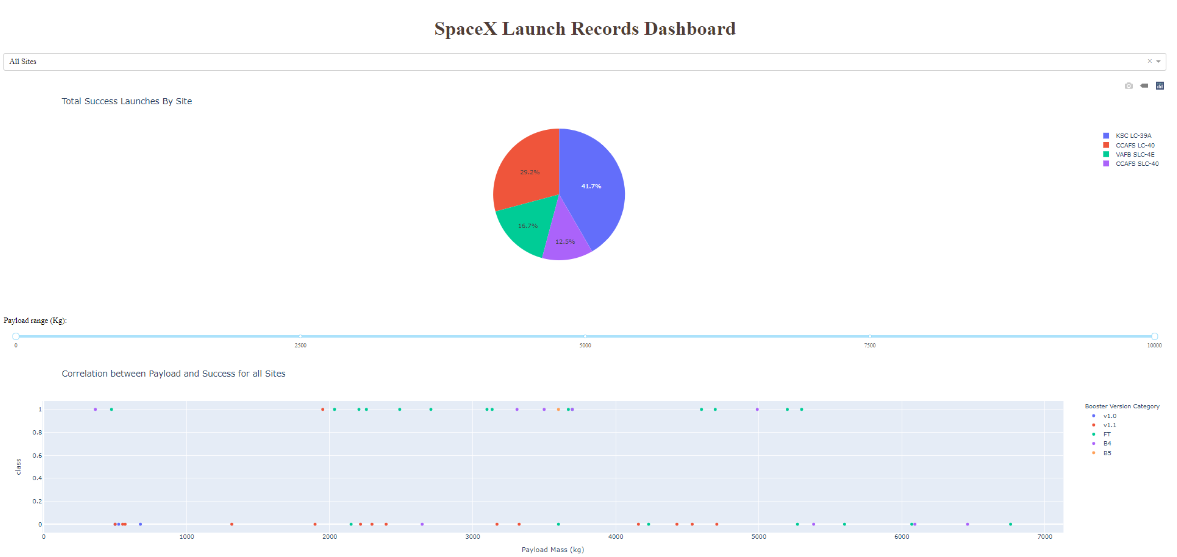 SpaceX Launch Records Dashboard
All Sites
Total Success Launches By Site
KSC LC-39A
CCAFS LC-40
VAFB SLC-4E
CCAFS SLC-40
29.2%
41.7%
16.7%
12.5%
Payload range (Kg):
0 2500 5000 7500 10000
Correlation between Payload and Success for all Sites
Booster Version Category
v1.0
v1.1
FT
B4
B5
1
0.8
0.6
0.4
0.2
0
class
0 1000 2000 3000 4000 5000 6000 7000
Payload Mass (kg)